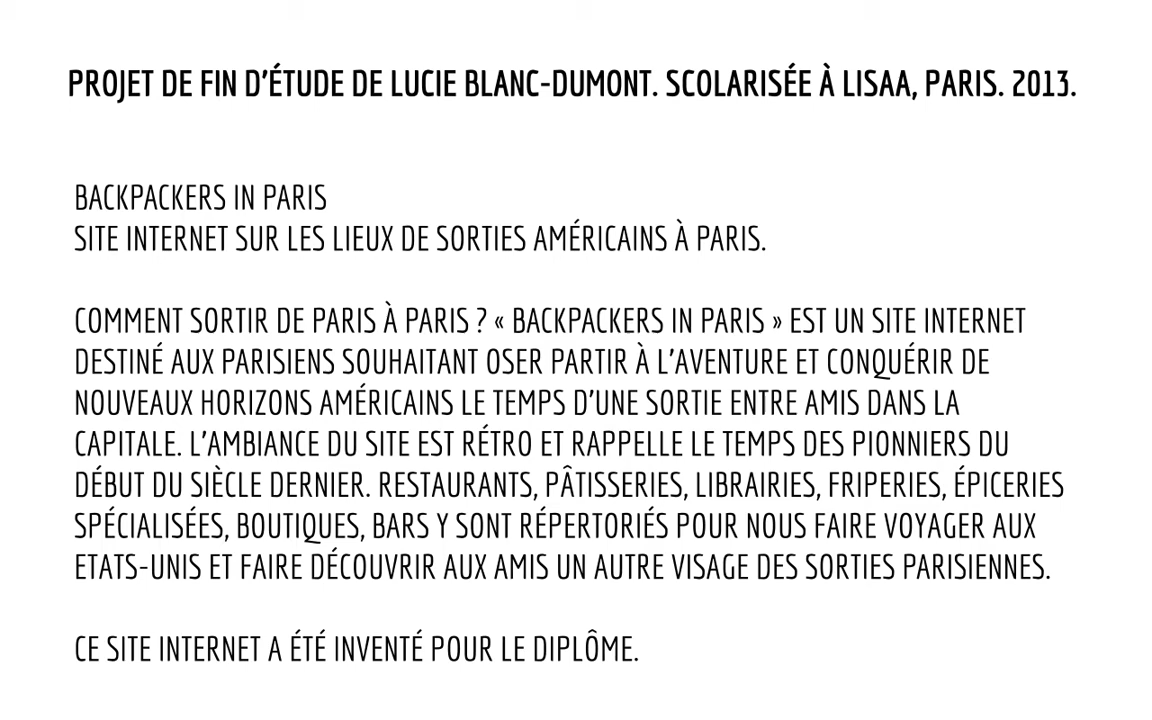 PROJET DE FIN D'ÉTUDE DE LUCIE BLANC-DUMONT. SCOLARISÉE À LISAA, PARIS. 2013.
BACKPACKERS IN PARIS
SITE INTERNET SUR LES LIEUX DE SORTIES AMÉRICAINS À PARIS.
COMMENT SORTIR DE PARIS À PARIS ? « BACKPACKERS IN PARIS » EST UN SITE INTERNET
DESTINÉ AUX PARISIENS SOUHAITANT OSER PARTIR À L'AVENTURE ET CONQUÉRIR DE
NOUVEAUX HORIZONS AMÉRICAINS LE TEMPS D'UNE SORTIE ENTRE AMIS DANS LA
CAPITALE. L'AMBIANCE DU SITE EST RÉTRO ET RAPPELLE LE TEMPS DES PIONNIERS DU
DÉBUT DU SIÈCLE DERNIER. RESTAURANTS, PÂTISSERIES, LIBRAIRIES, FRIPERIES, ÉPICERIES
SPÉCIALISÉES, BOUTIQUES, BARS Y SONT RÉPERTORIÉS POUR NOUS FAIRE VOYAGER AUX
ETATS-UNIS ET FAIRE DÉCOUVRIR AUX AMIS UN AUTRE VISAGE DES SORTIES PARISIENNES.
CE SITE INTERNET A ÉTÉ INVENTÉ POUR LE DIPLÔME.